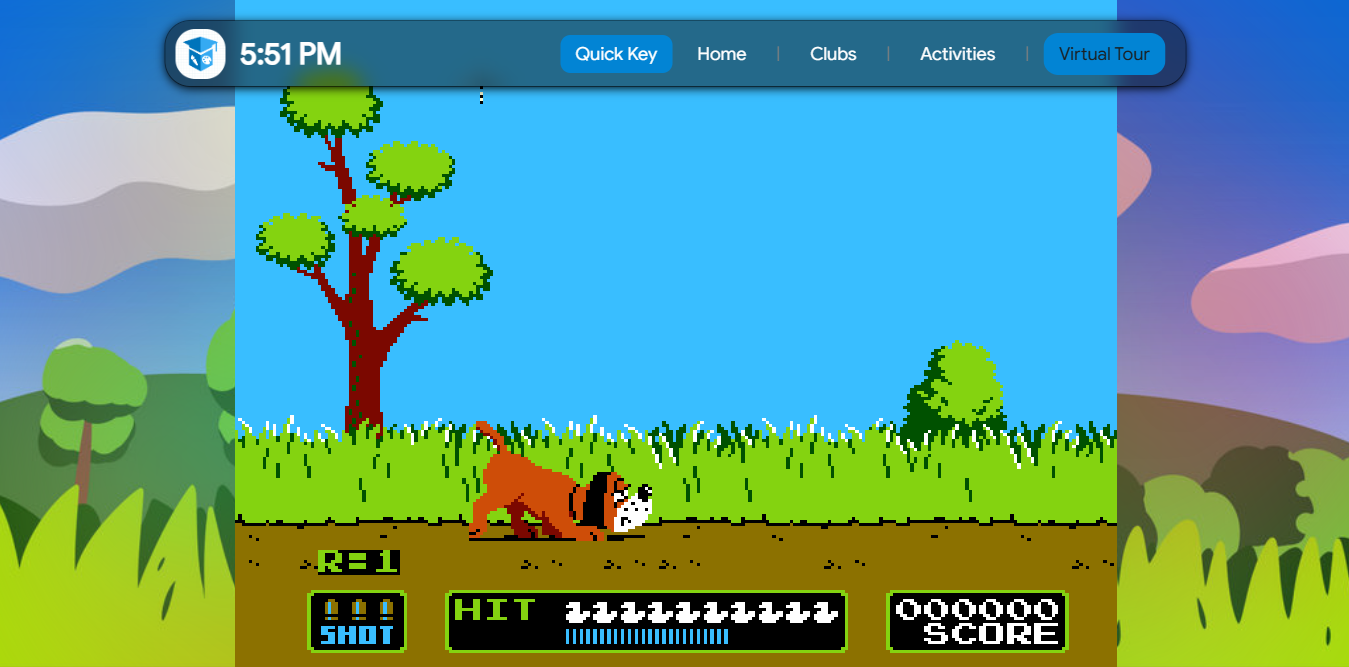 5:51 PM
Quick Key
Home
Clubs
Activities
Virtual Tour
R=1
SHOT
HIT
000000
SCORE